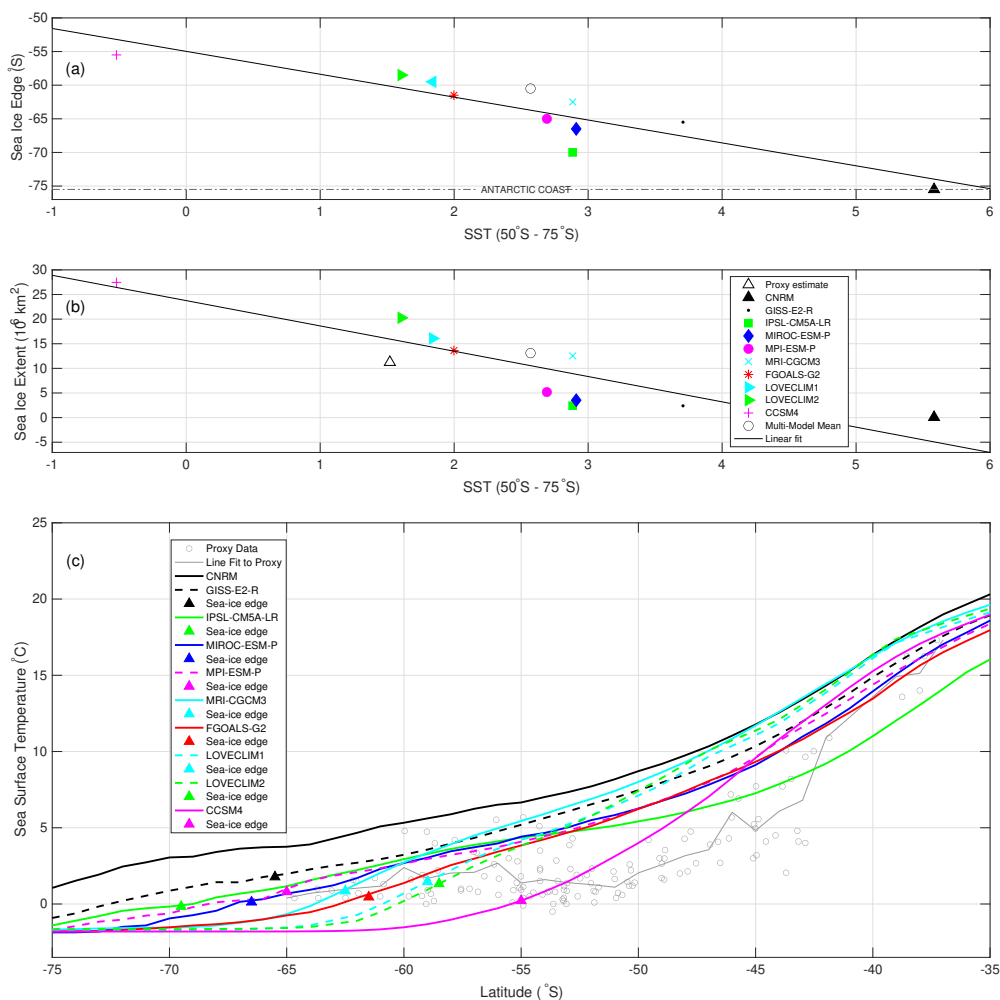 -50
-55
-60
-65
-70
-75
Sea Ice Edge (°S)
(a)
ANTARCTIC COAST
-1 0 1 2 3 4 5 6
SST (50°S - 75°S)
30
25
20
15
10
5
0
-5
Sea Ice Extent (10^6 km^2)
(b)
Proxy estimate
CNRM
GISS-E2-R
IPSL-CM5A-LR
MIROC-ESM-P
MPI-ESM-P
MRI-CGCM3
FGOALS-G2
LOVECLIM1
LOVECLIM2
CCSM4
Multi-Model Mean
Linear fit
-1 0 1 2 3 4 5 6
SST (50°S - 75°S)
25
20
15
10
5
0
Sea Surface Temperature (°C)
(c)
Proxy Data
Line Fit to Proxy
CNRM
GISS-E2-R
Sea-ice edge
IPSL-CM5A-LR
Sea-ice edge
MIROC-ESM-P
Sea-ice edge
MPI-ESM-P
Sea-ice edge
MRI-CGCM3
Sea-ice edge
FGOALS-G2
Sea-ice edge
LOVECLIM1
Sea-ice edge
LOVECLIM2
Sea-ice edge
CCSM4
Sea-ice edge
-75 -70 -65 -60 -55 -50 -45 -40 -35
Latitude (°S)